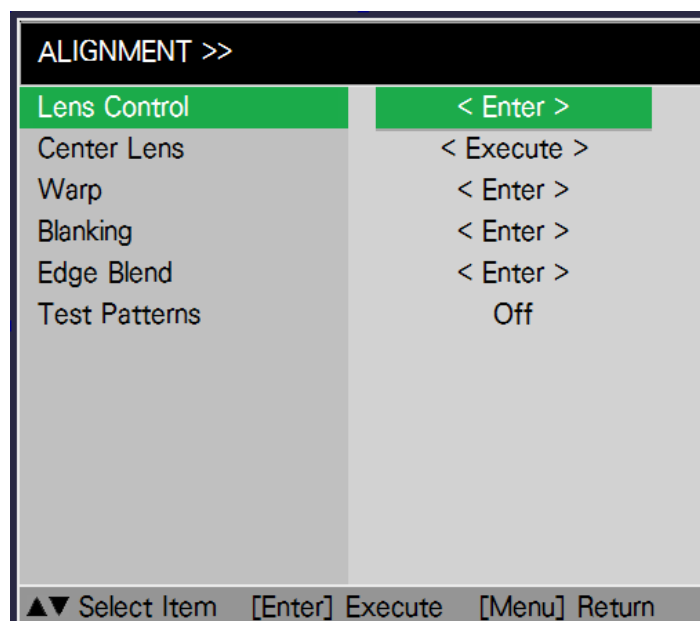 ALIGNMENT >>
Lens Control < Enter >
Center Lens < Execute >
Warp < Enter >
Blanking < Enter >
Edge Blend < Enter >
Test Patterns Off
▲▼ Select Item [Enter] Execute [Menu] Return